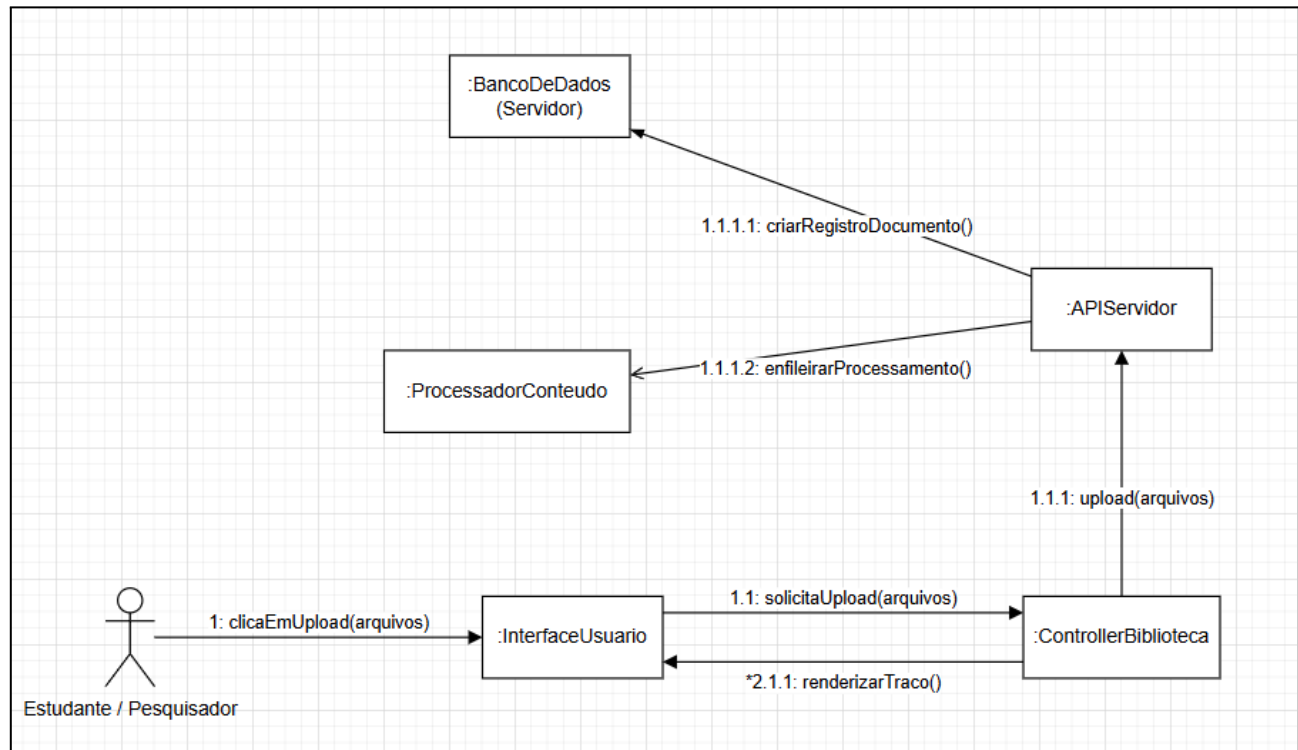 :BancoDeDados
(Servidor)
1.1.1.1: criarRegistroDocumento()
:APIServidor
1.1.1.2: enfileirarProcessamento()
:ProcessadorConteudo
1.1.1: upload(arquivos)
1: clicaEmUpload(arquivos)
:InterfaceUsuario
1.1: solicitaUpload(arquivos)
:ControllerBiblioteca
*2.1.1: renderizarTraco()
Estudante / Pesquisador